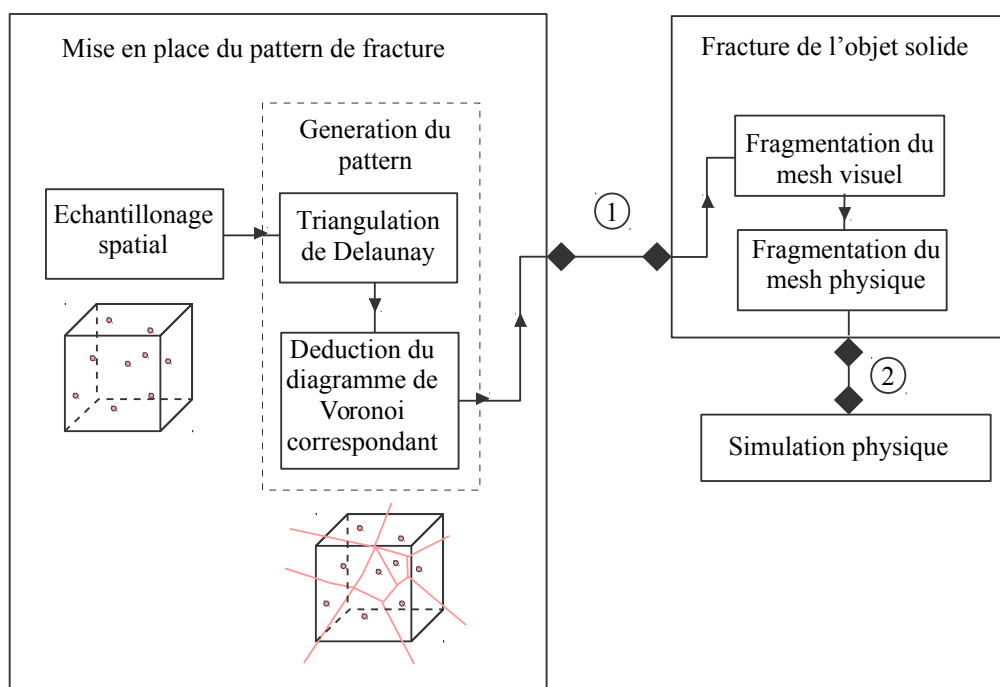 Mise en place du pattern de fracture
Generation du
pattern
Echantillonage
spatial
Triangulation
de Delaunay
Deduction du
diagramme de
Voronoi
correspondant
1
Fracture de l’objet solide
Fragmentation du
mesh visuel
Fragmentation du
mesh physique
2
Simulation physique